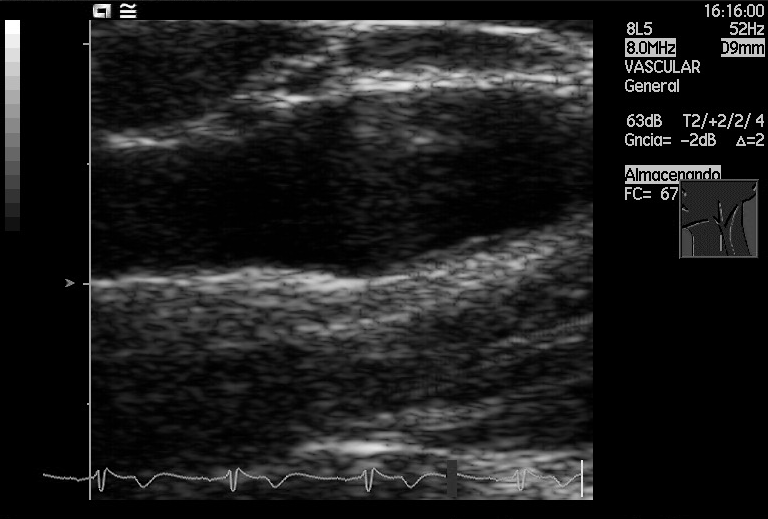 16:16:00
8L5 52Hz
8.0MHz 09mm
VASCULAR
General
63dB T2/+2/2/ 4
Gncia= -2dB Δ=2
Almacenando
FC= 67